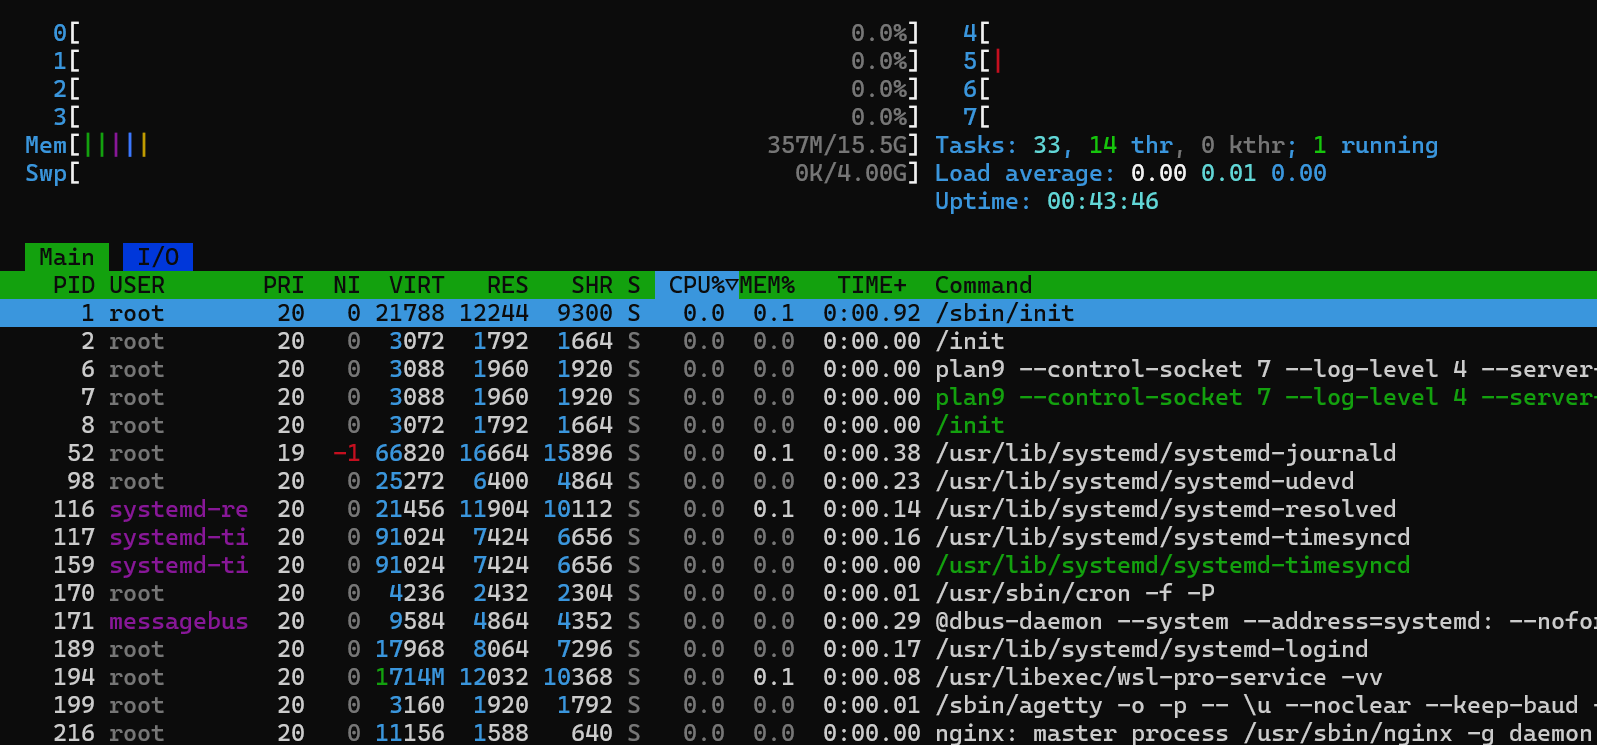 0[ 0.0%] 4[
1[ 0.0%] 5[|
2[ 0.0%] 6[
3[ 0.0%] 7[
Mem[||||| 357M/15.5G] Tasks: 33, 14 thr, 0 kthr; 1 running
Swp[ 0K/4.00G] Load average: 0.00 0.01 0.00
Uptime: 00:43:46
Main I/O
PID USER PRI NI VIRT RES SHR S CPU%▽MEM% TIME+ Command
1 root 20 0 21788 12244 9300 S 0.0 0.1 0:00.92 /sbin/init
2 root 20 0 3072 1792 1664 S 0.0 0.0 0:00.00 /init
6 root 20 0 3088 1960 1920 S 0.0 0.0 0:00.00 plan9 --control-socket 7 --log-level 4 --server-
7 root 20 0 3088 1960 1920 S 0.0 0.0 0:00.00 plan9 --control-socket 7 --log-level 4 --server-
8 root 20 0 3072 1792 1664 S 0.0 0.0 0:00.00 /init
52 root 19 -1 66820 16664 15896 S 0.0 0.1 0:00.38 /usr/lib/systemd/systemd-journald
98 root 20 0 25272 6400 4864 S 0.0 0.0 0:00.23 /usr/lib/systemd/systemd-udevd
116 systemd-re 20 0 21456 11904 10112 S 0.0 0.1 0:00.14 /usr/lib/systemd/systemd-resolved
117 systemd-ti 20 0 91024 7424 6656 S 0.0 0.0 0:00.16 /usr/lib/systemd/systemd-timesyncd
159 systemd-ti 20 0 91024 7424 6656 S 0.0 0.0 0:00.00 /usr/lib/systemd/systemd-timesyncd
170 root 20 0 4236 2432 2304 S 0.0 0.0 0:00.01 /usr/sbin/cron -f -P
171 messagebus 20 0 9584 4864 4352 S 0.0 0.0 0:00.29 @dbus-daemon --system --address=systemd: --nofor
189 root 20 0 17968 8064 7296 S 0.0 0.0 0:00.17 /usr/lib/systemd/systemd-logind
194 root 20 0 1714M 12032 10368 S 0.0 0.1 0:00.08 /usr/libexec/wsl-pro-service -vv
199 root 20 0 3160 1920 1792 S 0.0 0.0 0:00.01 /sbin/agetty -o -p -- \u --noclear --keep-baud -
216 root 20 0 11156 1588 640 S 0.0 0.0 0:00.00 nginx: master process /usr/sbin/nginx -g daemon